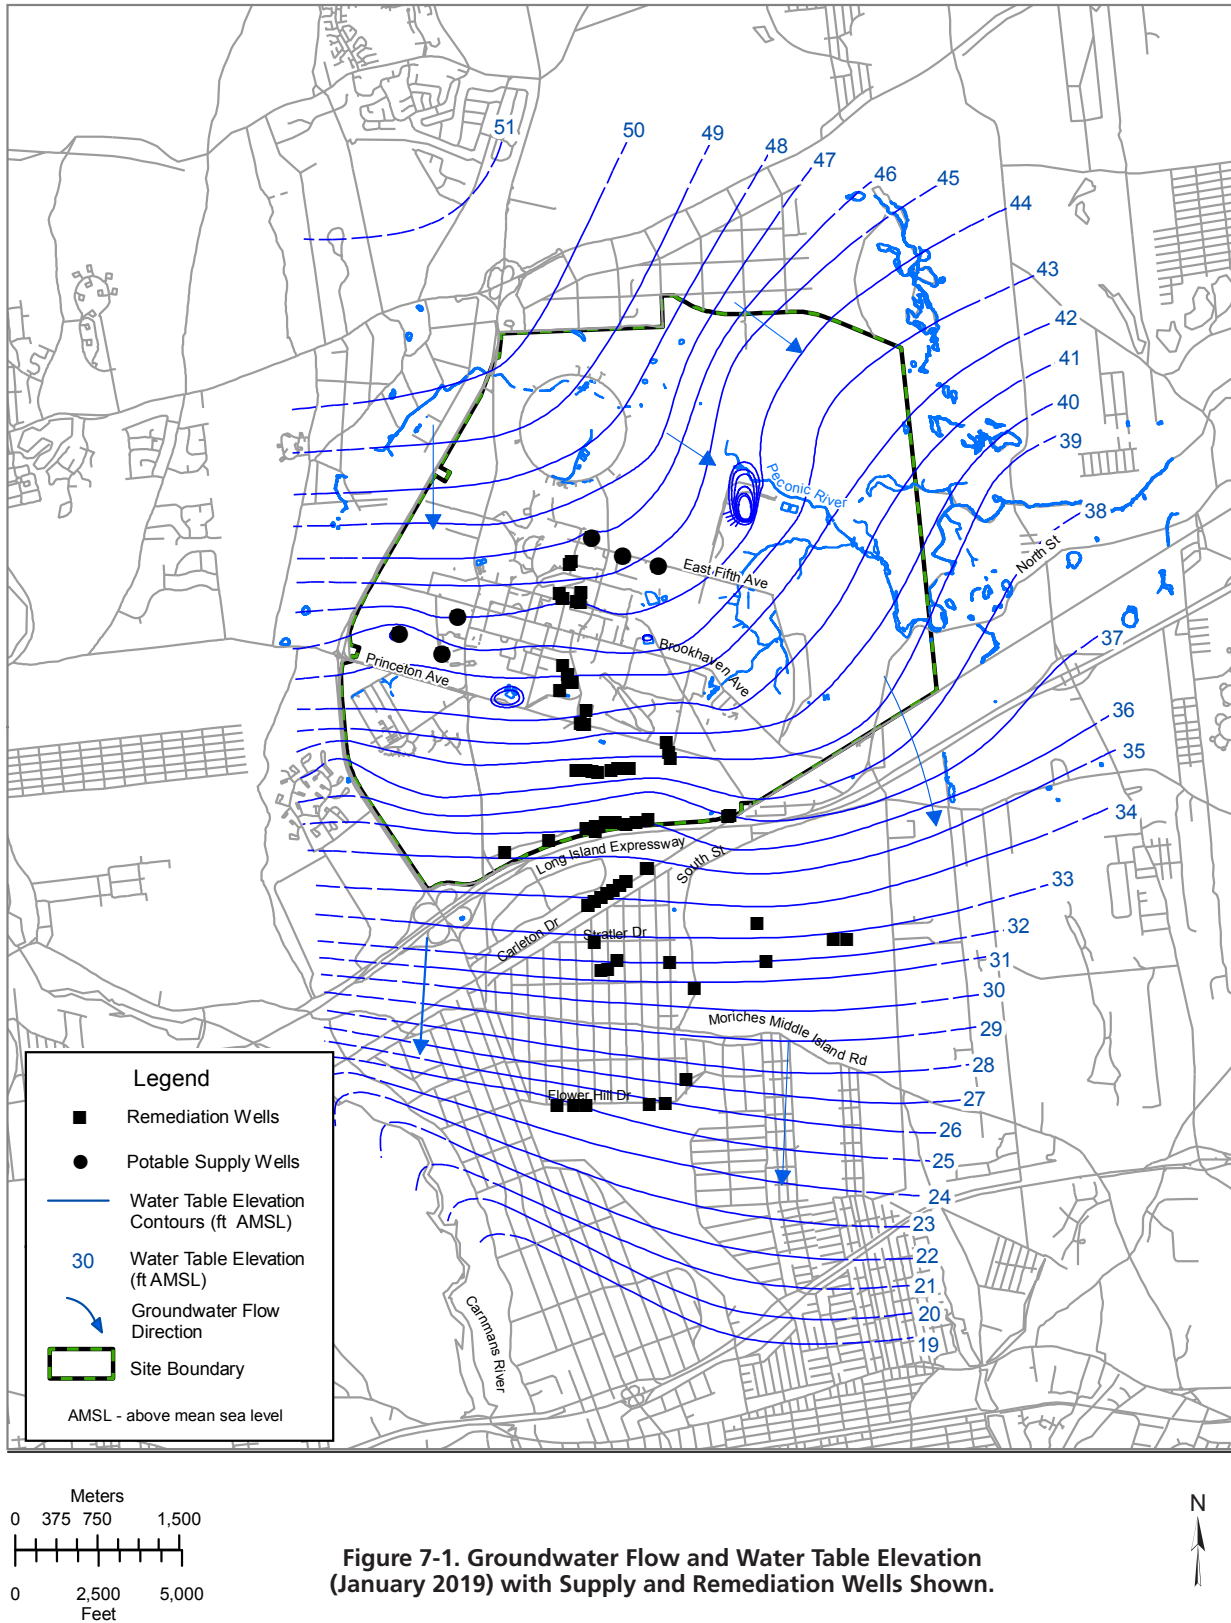 51
50
49
48
47
46
45
44
43
42
41
40
39
38
37
36
35
34
33
32
31
30
29
28
27
26
25
24
23
22
21
20
19
Peconic River
North St
East Fifth Ave
Brookhaven Ave
Princeton Ave
Long Island Expressway
South St
Carleton Dr
Stratler Dr
Moriches Middle Island Rd
Flower Hill Dr
Carnmans River
Legend
Remediation Wells
Potable Supply Wells
Water Table Elevation
Contours (ft AMSL)
30
Water Table Elevation
(ft AMSL)
Groundwater Flow
Direction
Site Boundary
AMSL - above mean sea level
Meters
0 375 750 1,500
0 2,500 5,000
Feet
N
Figure 7-1. Groundwater Flow and Water Table Elevation
(January 2019) with Supply and Remediation Wells Shown.